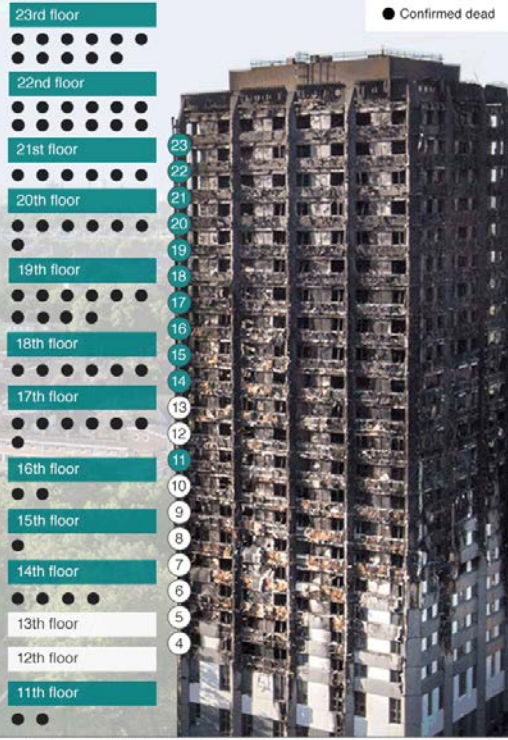 Confirmed dead
23rd floor
22nd floor
21st floor
20th floor
19th floor
18th floor
17th floor
16th floor
15th floor
14th floor
13th floor
12th floor
11th floor
23
22
21
20
19
18
17
16
15
14
13
12
11
10
9
8
7
6
5
4